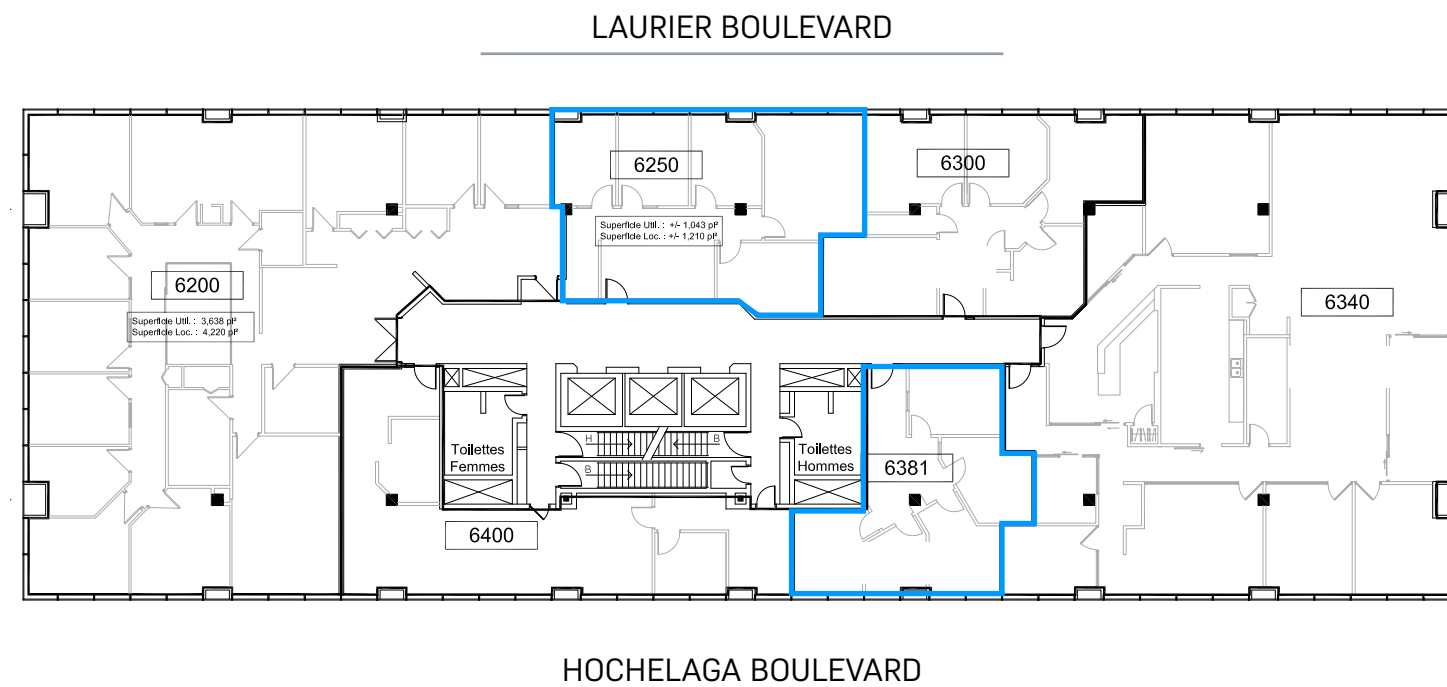 LAURIER BOULEVARD
6250
6300
Superficie Util. : +/- 1,043 pi²
Superficie Loc. : +/- 1,210 pi²
6200
6340
Superficie Util. : 3,638 pi²
Superficie Loc. : 4,220 pi²
H
B
Toilettes
Femmes
Toilettes
Hommes
B
6381
6400
HOCHELAGA BOULEVARD